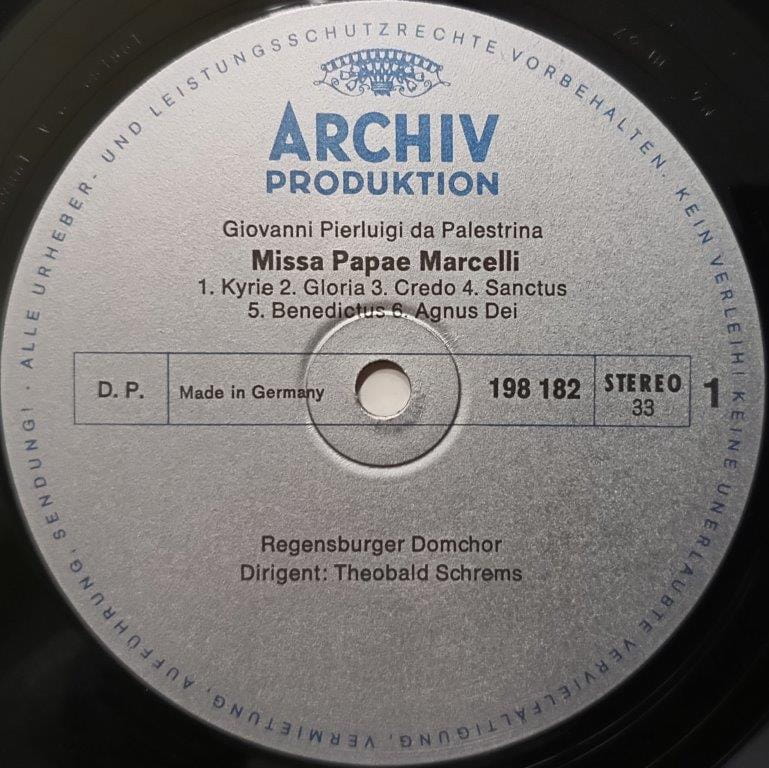 ALLE URHEBER- UND LEISTUNGSSCHUTZRECHTE VORBEHALTEN. KEIN VERLEIH! KEINE UNERLAUBTE VERVIELFÄLTIGUNG, VERMIETUNG, AUFFÜHRUNG, SENDUNG! ·
ARCHIV
PRODUKTION
Giovanni Pierluigi da Palestrina
Missa Papae Marcelli
1. Kyrie 2. Gloria 3. Credo 4. Sanctus
5. Benedictus 6. Agnus Dei
D. P.
Made in Germany
198 182
STEREO
33
1
Regensburger Domchor
Dirigent: Theobald Schrems